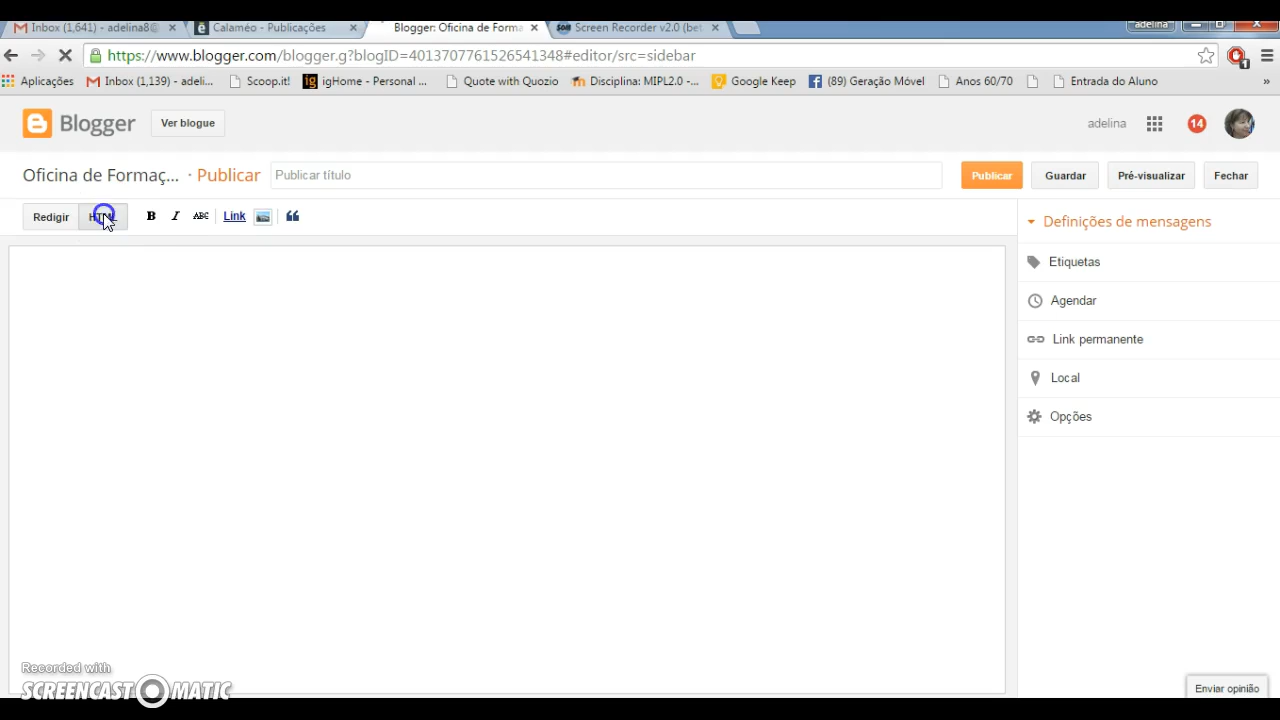 Inbox (1,641) - adelina8@
Calaméo - Publicações
Blogger: Oficina de Forma
Screen Recorder v2.0 (bet
adelina
https://www.blogger.com/blogger.g?blogID=4013707761526541348#editor/src=sidebar
1
Aplicações
Inbox (1,139) - adeli...
Scoop.it!
igHome - Personal ...
Quote with Quozio
Disciplina: MIPL2.0 -...
Google Keep
(89) Geração Móvel
Anos 60/70
Entrada do Aluno
»
Blogger
Ver blogue
adelina
14
Oficina de Formaç... · Publicar
Publicar título
Publicar
Guardar
Pré-visualizar
Fechar
Redigir
HTML
B
I
ABC
Link
Definições de mensagens
Etiquetas
Agendar
Link permanente
Local
Opções
Recorded with
SCREENCAST-O-MATIC
Enviar opinião